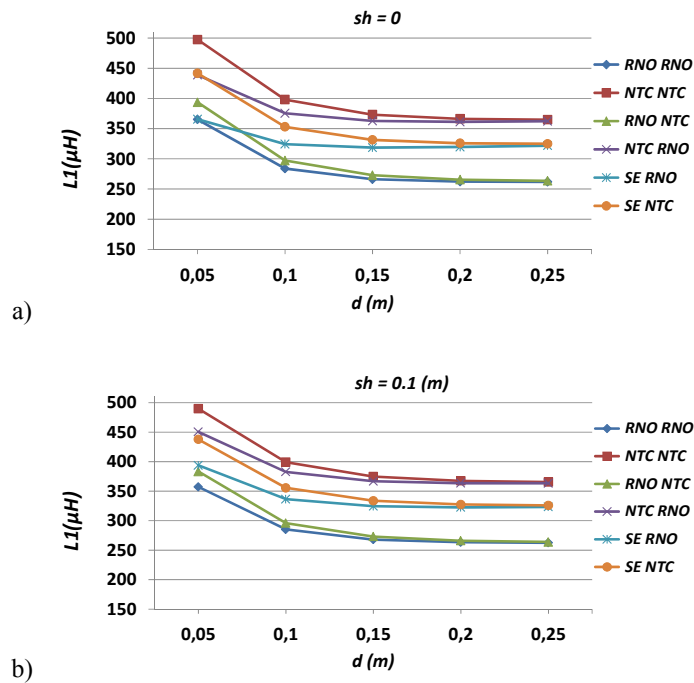 sh = 0
500
450
400
350
300
250
200
150
L1(µH)
0,05 0,1 0,15 0,2 0,25
d (m)
RNO RNO
NTC NTC
RNO NTC
NTC RNO
SE RNO
SE NTC
a)
sh = 0.1 (m)
500
450
400
350
300
250
200
150
L1(µH)
0,05 0,1 0,15 0,2 0,25
d (m)
RNO RNO
NTC NTC
RNO NTC
NTC RNO
SE RNO
SE NTC
b)